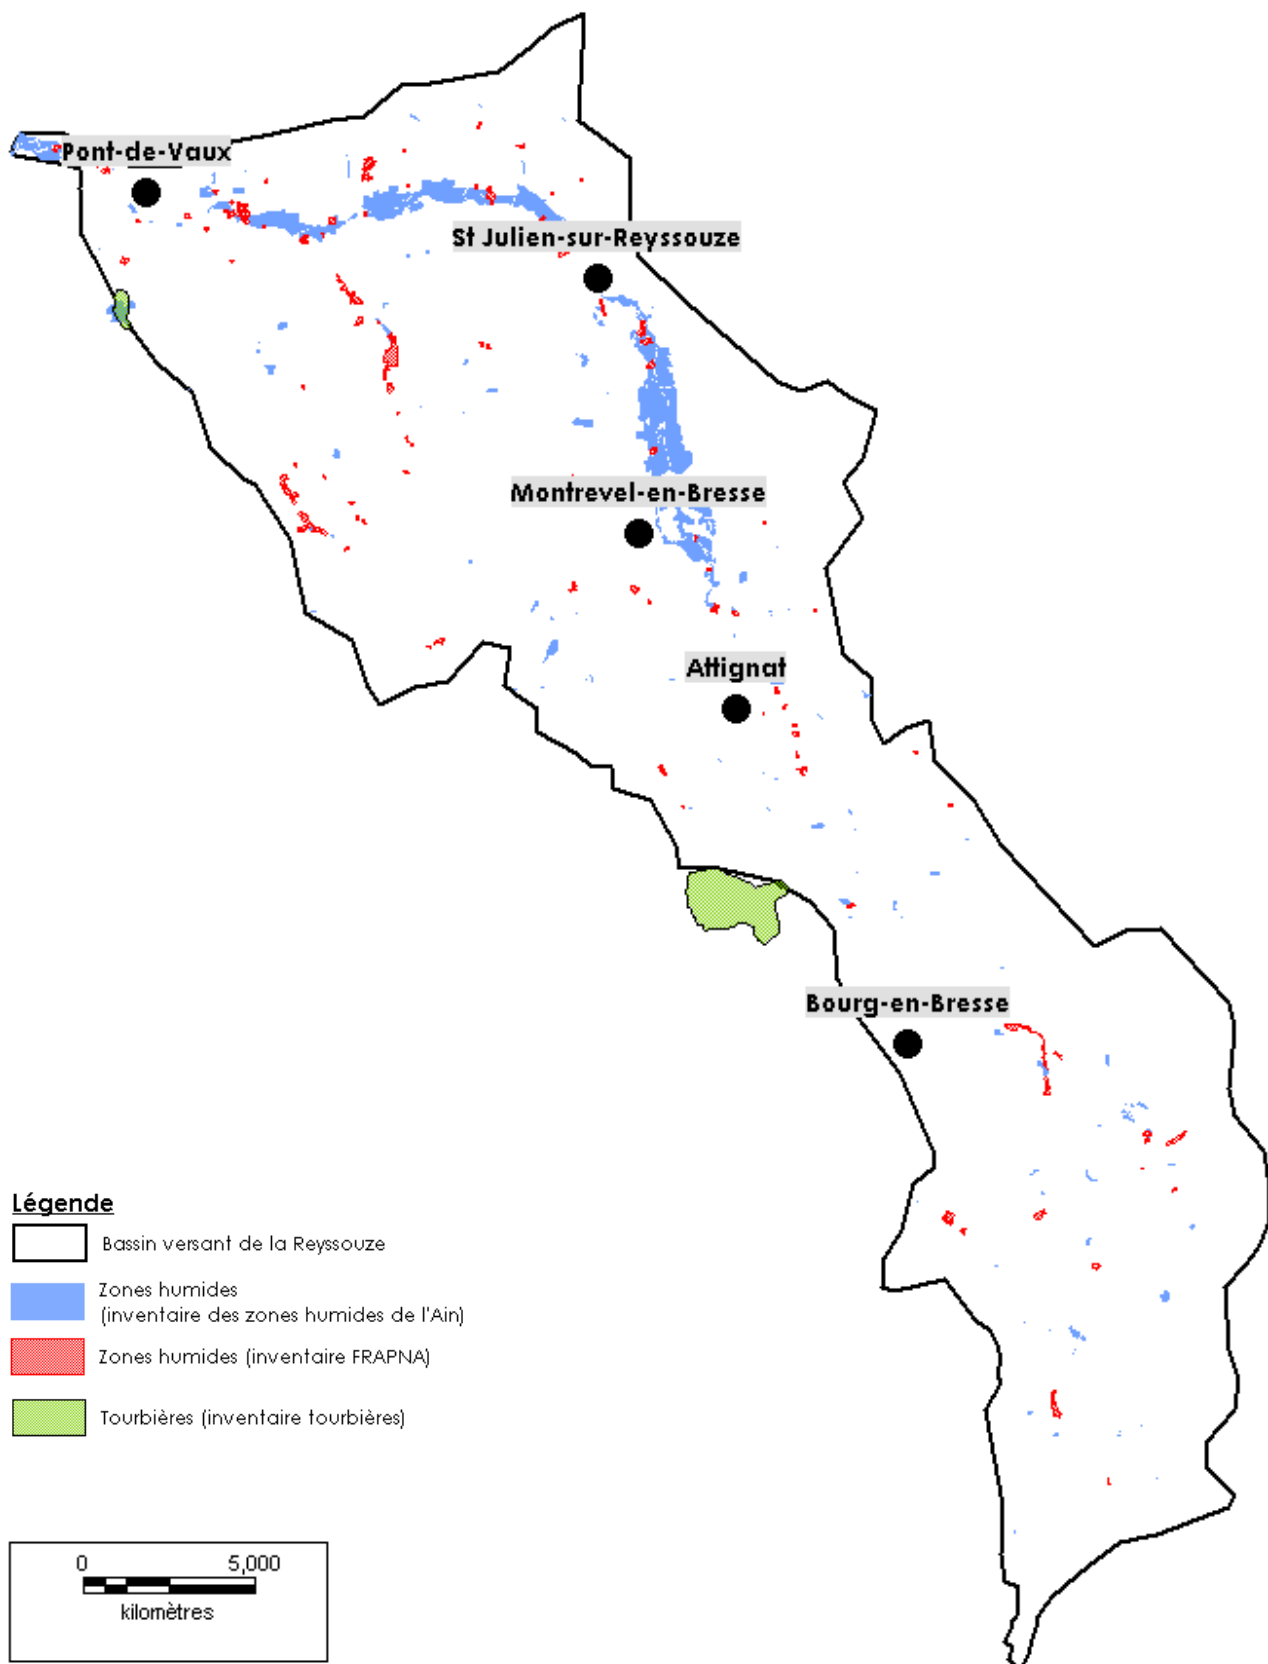 Pont-de-Vaux
St Julien-sur-Reyssouze
Montrevel-en-Bresse
Attignat
Bourg-en-Bresse
Légende
Bassin versant de la Reyssouze
Zones humides
(inventaire des zones humides de l'Ain)
Zones humides (inventaire FRAPNA)
Tourbières (inventaire tourbières)
0 5,000
kilomètres